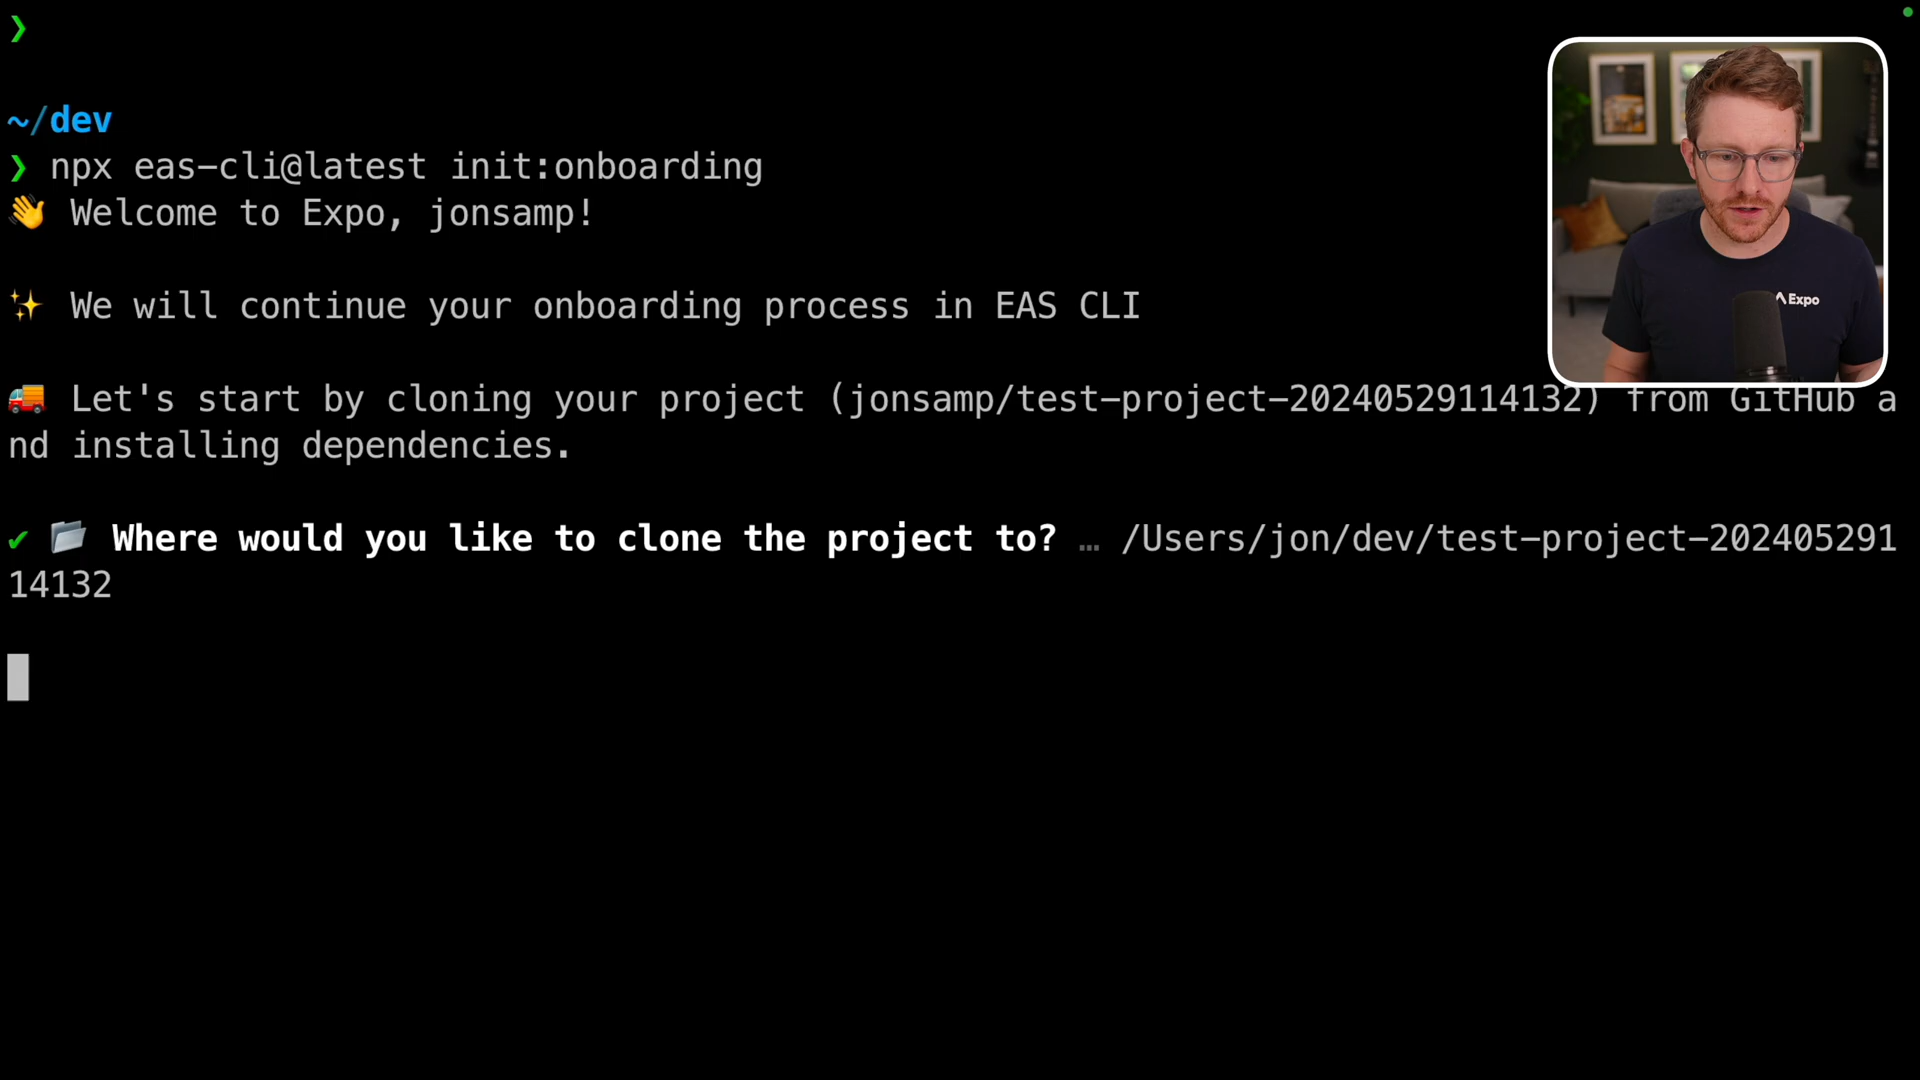 ❯
~/dev
❯ npx eas-cli@latest init:onboarding
👋 Welcome to Expo, jonsamp!
✨ We will continue your onboarding process in EAS CLI
🚚 Let's start by cloning your project (jonsamp/test-project-20240529114132) from GitHub a
nd installing dependencies.
✔ 📂 Where would you like to clone the project to? … /Users/jon/dev/test-project-202405291
14132
Expo